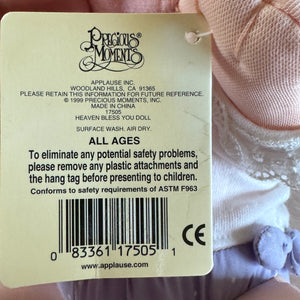 PRECIOUS®
MOMENTS
APPLAUSE INC.
WOODLAND HILLS, CA 91365
PLEASE RETAIN THIS INFORMATION FOR FUTURE REFERENCE.
© 1999 PRECIOUS MOMENTS, INC.
MADE IN CHINA
17505
HEAVEN BLESS YOU DOLL
SURFACE WASH. AIR DRY.
ALL AGES
To eliminate any potential safety problems,
please remove any plastic attachments and
the hang tag before presenting to children.
Conforms to safety requirements of ASTM F963
CE
0 83361 17505 1
www.applause.com